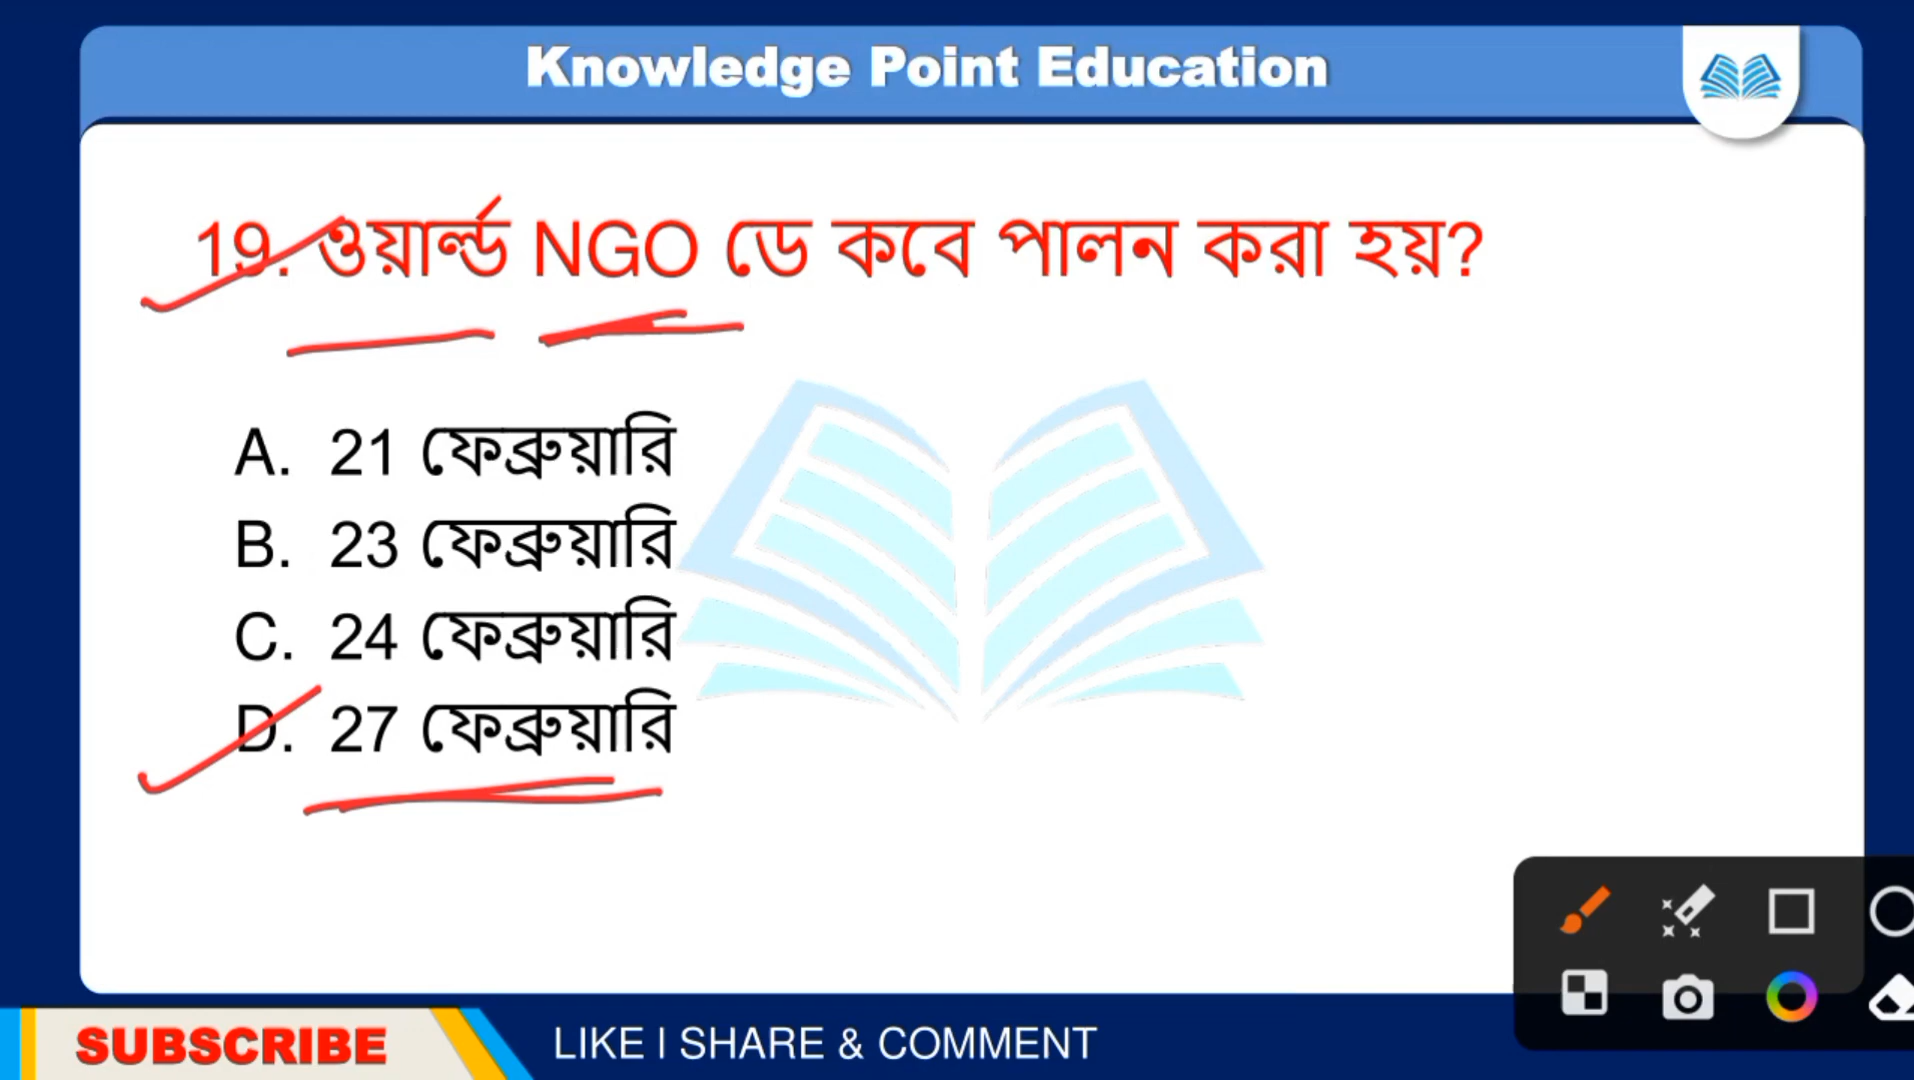 Knowledge Point Education
19. ওয়ার্ল্ড NGO ডে কবে পালন করা হয়?
A. 21 ফেব্রুয়ারি
B. 23 ফেব্রুয়ারি
C. 24 ফেব্রুয়ারি
D. 27 ফেব্রুয়ারি
SUBSCRIBE
LIKE I SHARE & COMMENT